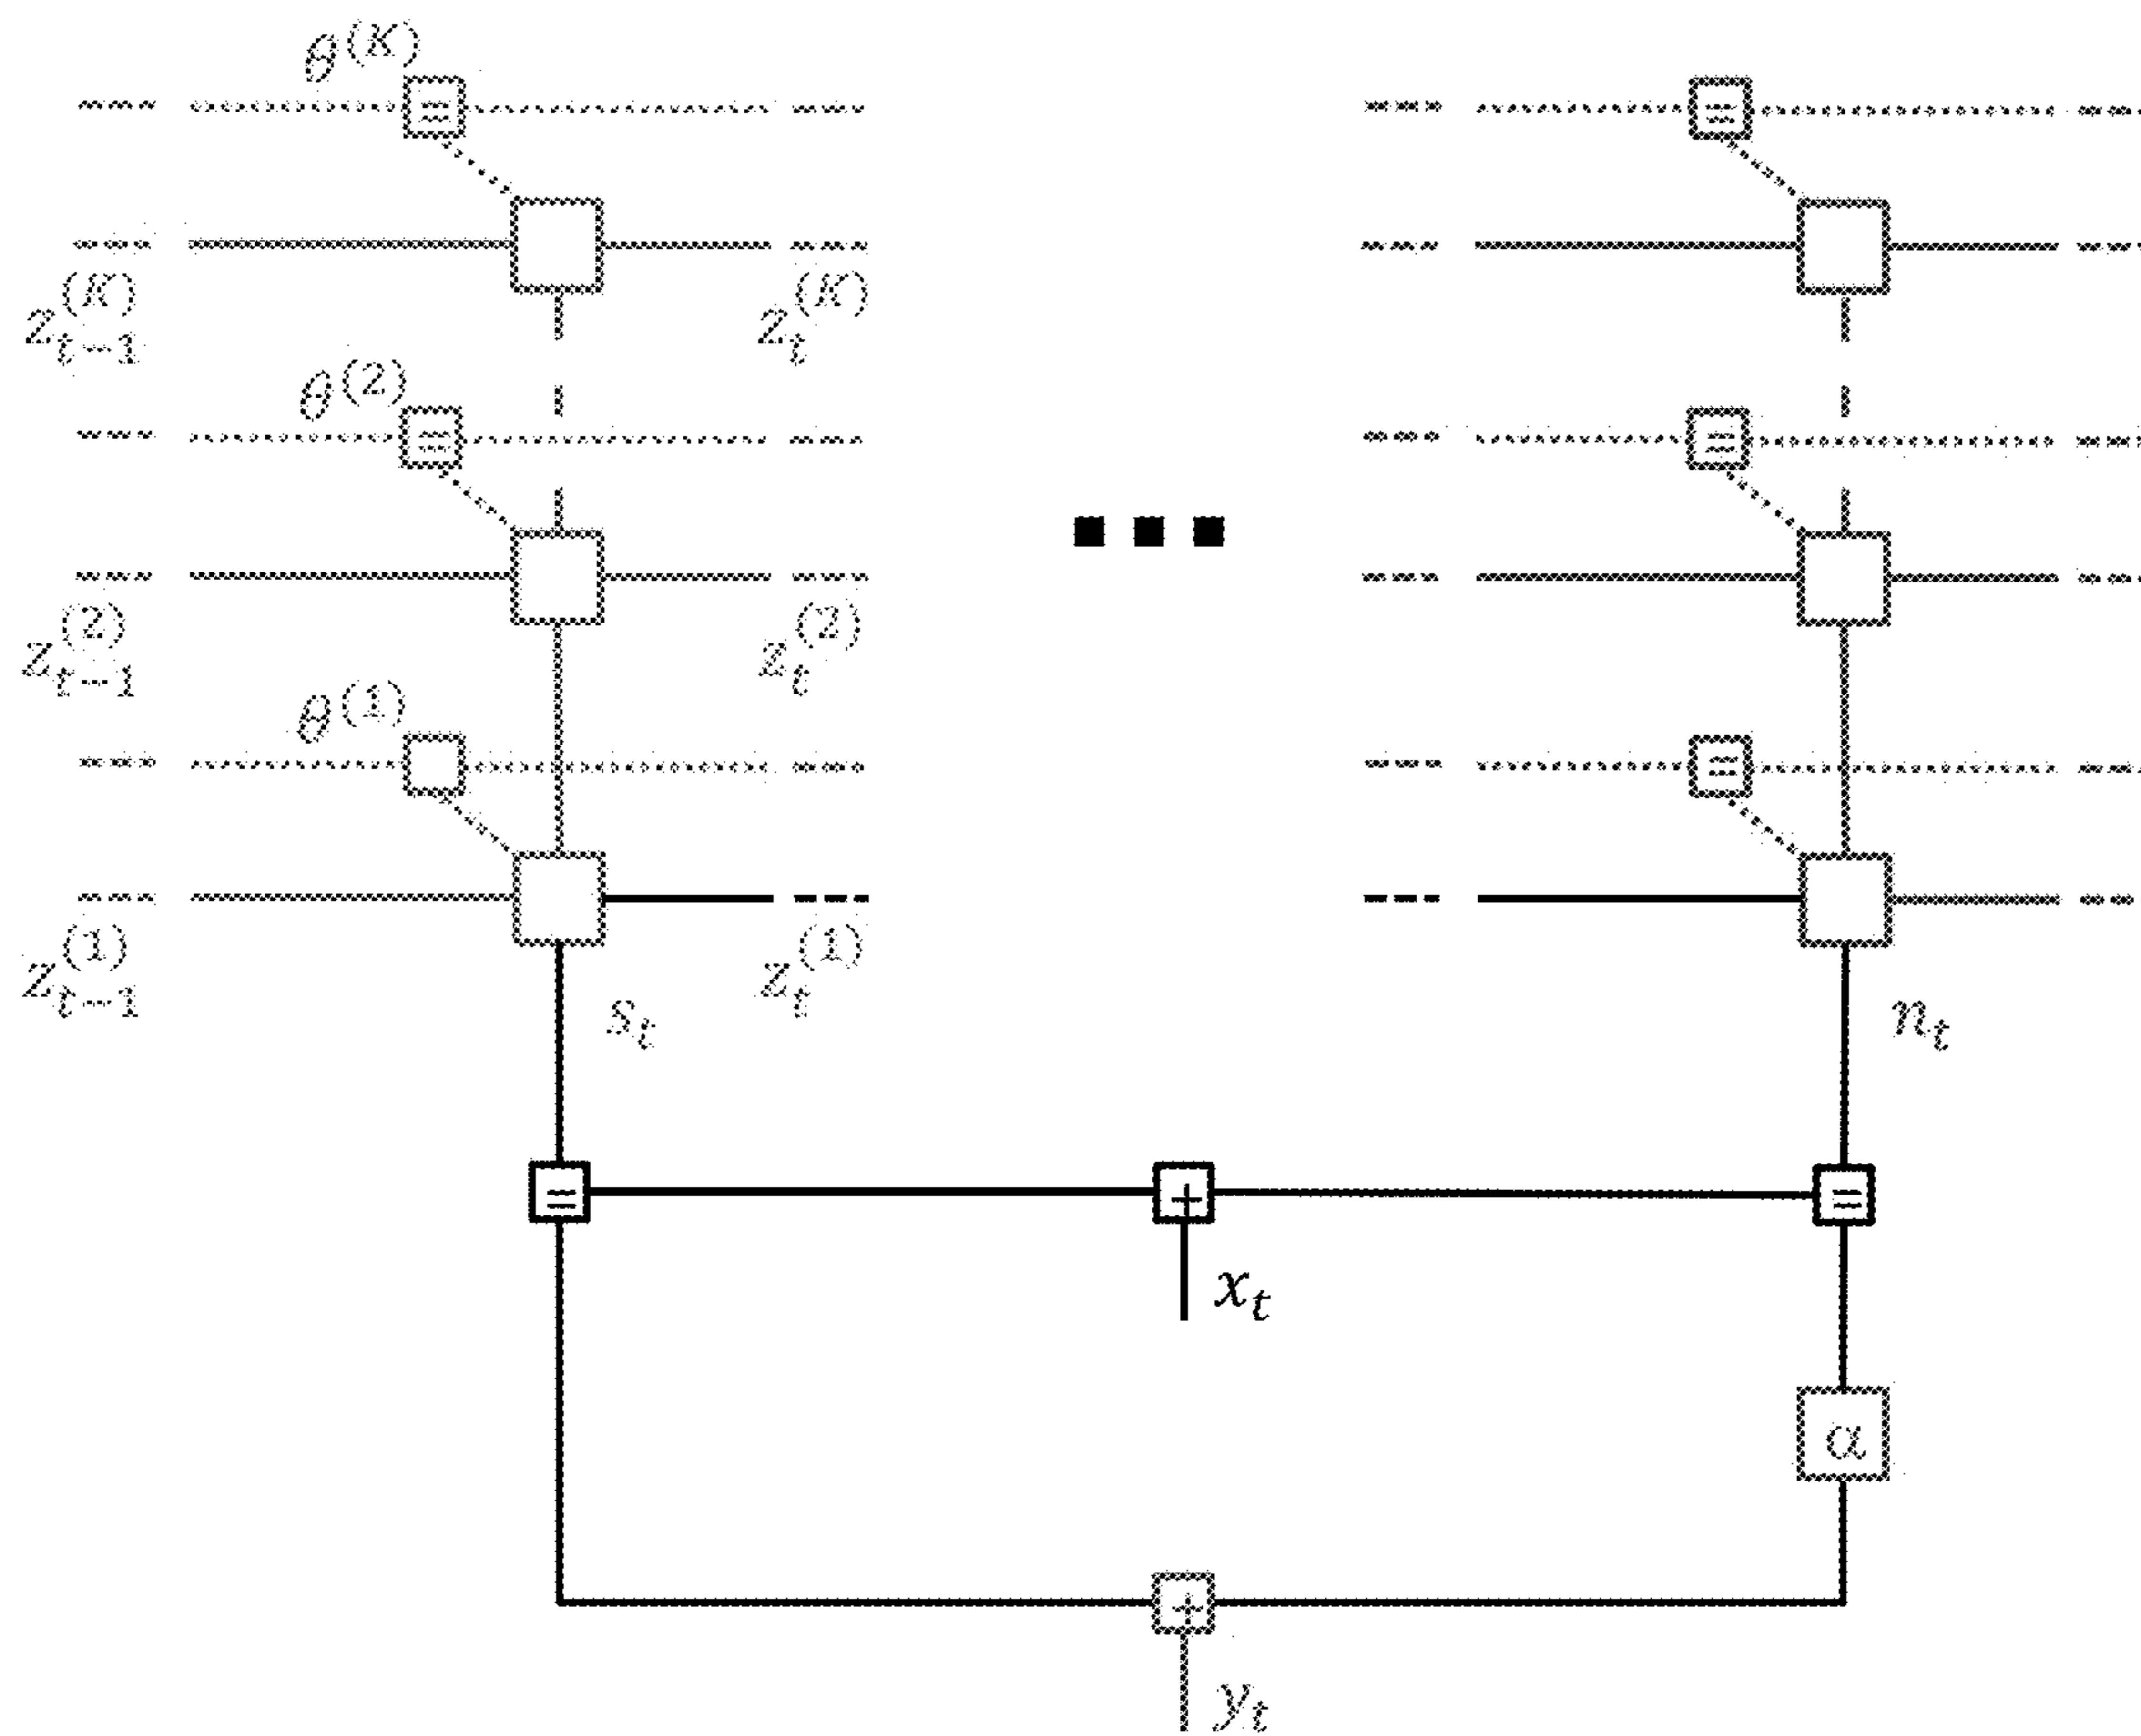 θ^(K)
= =
z_{t-1}^{(K)} z_t^{(K)}
θ^(2)
= =
z_{t-1}^{(2)} z_t^{(2)}
θ^(1)
=
z_{t-1}^{(1)} z_t^{(1)}
s_t n_t
= + =
x_t
α
+
y_t